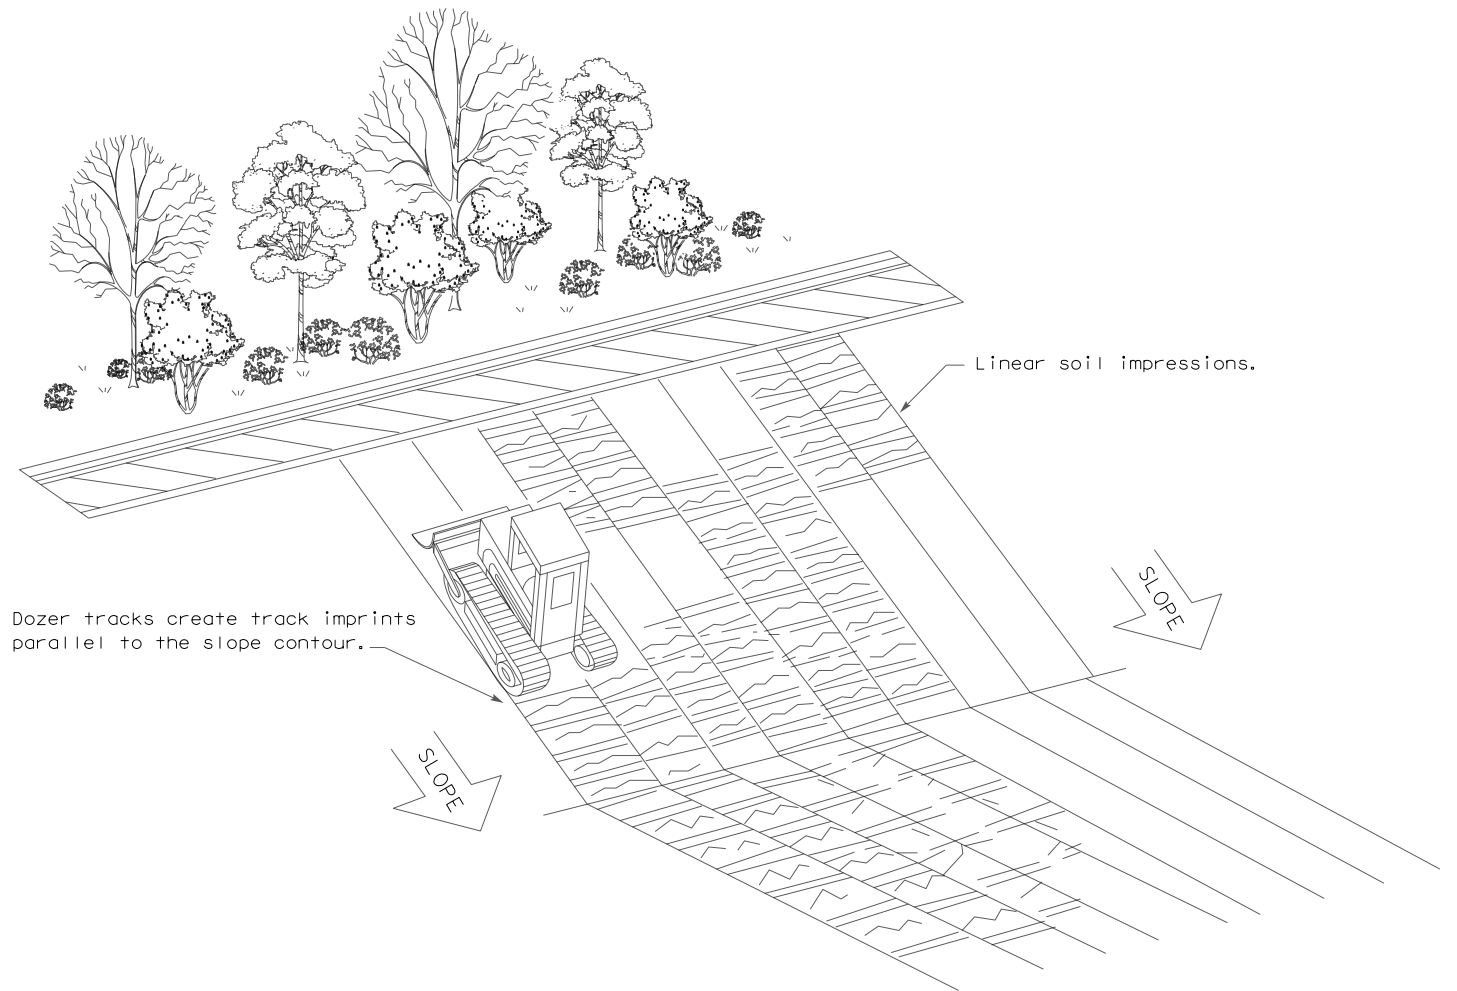 Linear soil impressions.
SLOPE
Dozer tracks create track imprints
parallel to the slope contour.
SLOPE